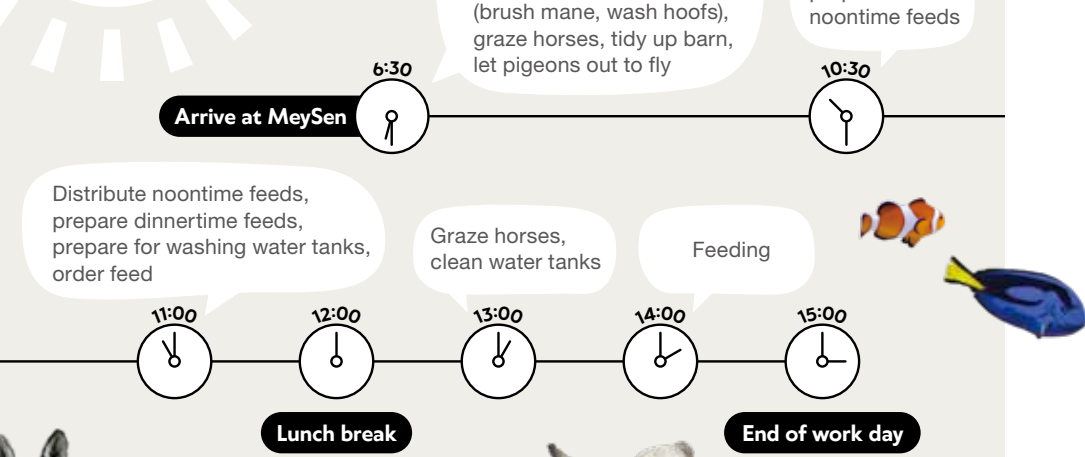 (brush mane, wash hoofs),
graze horses, tidy up barn,
let pigeons out to fly
noontime feeds
6:30
10:30
Arrive at MeySen
Distribute noontime feeds,
prepare dinnertime feeds,
prepare for washing water tanks,
order feed
Graze horses,
clean water tanks
Feeding
11:00
12:00
13:00
14:00
15:00
Lunch break
End of work day